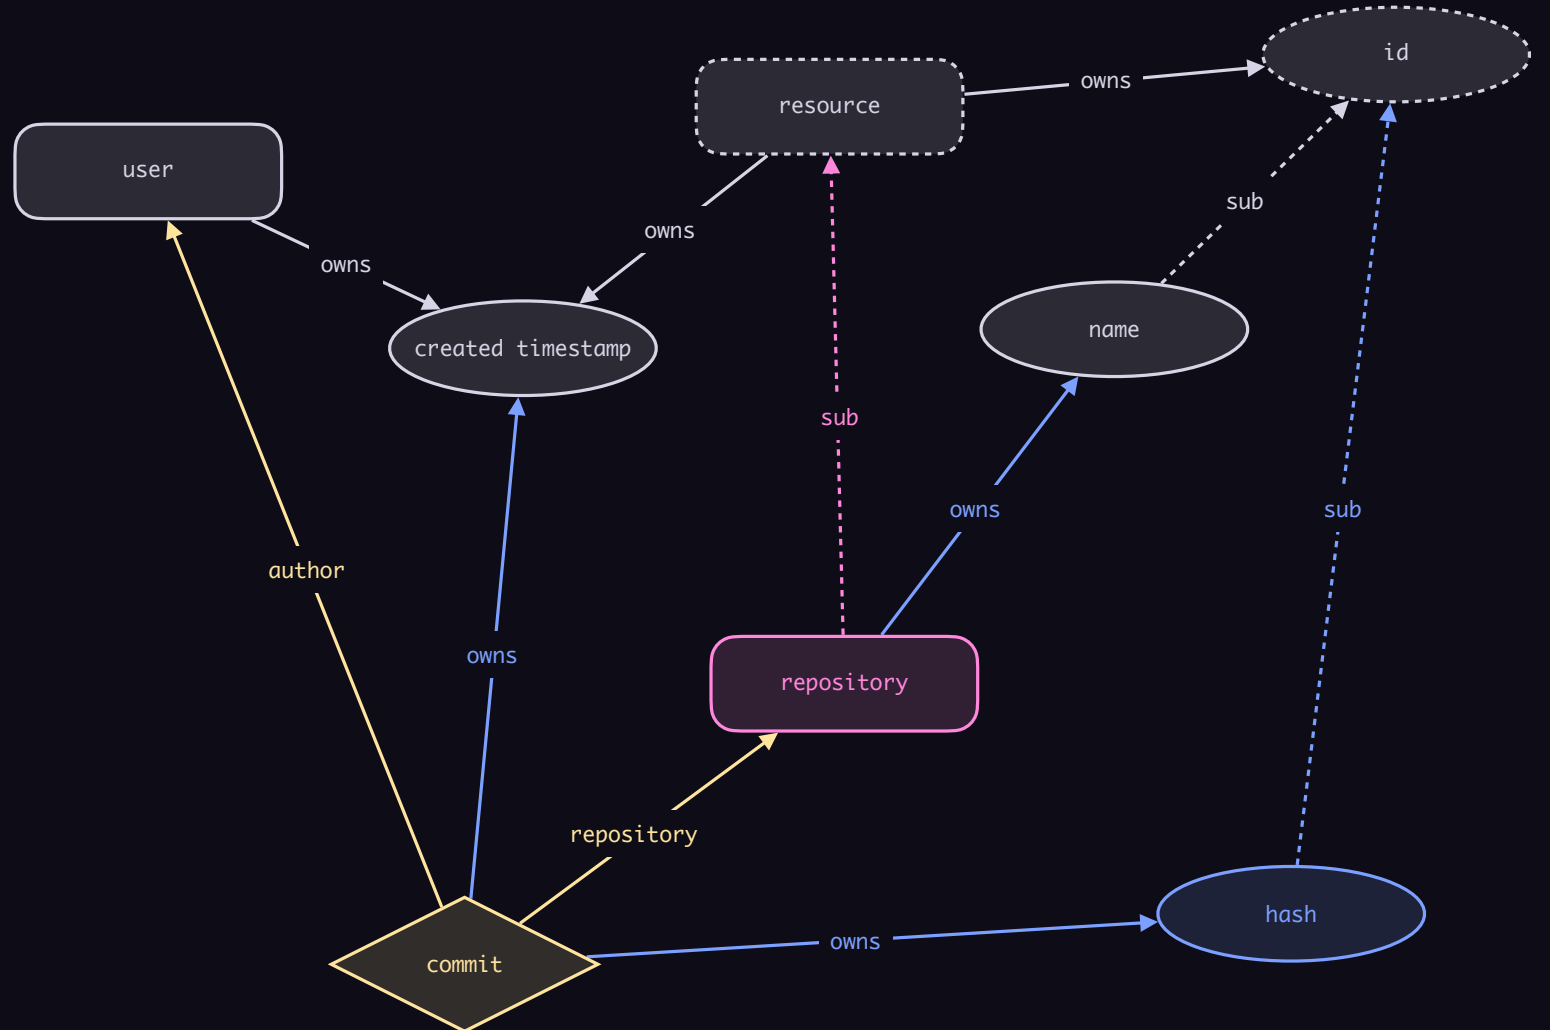 id
owns
resource
user
sub
owns
owns
name
created timestamp
sub
owns
sub
author
owns
repository
repository
hash
owns
commit